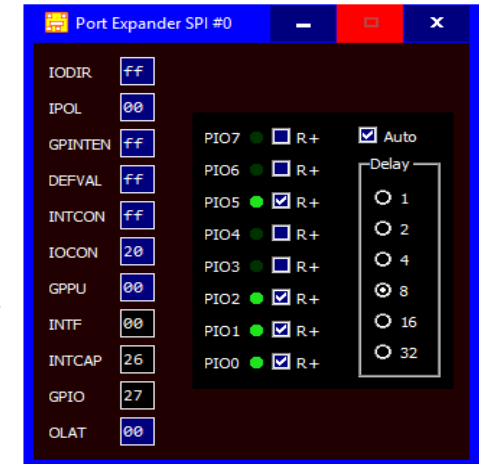 Port Expander SPI #0
IODIR ff
IPOL 00
GPINTEN ff
DEFVAL ff
INTCON ff
IOCON 20
GPPU 00
INTF 00
INTCAP 26
GPIO 27
OLAT 00
PIO7 R+
PIO6 R+
PIO5 R+
PIO4 R+
PIO3 R+
PIO2 R+
PIO1 R+
PIO0 R+
Auto
Delay
1
2
4
8
16
32